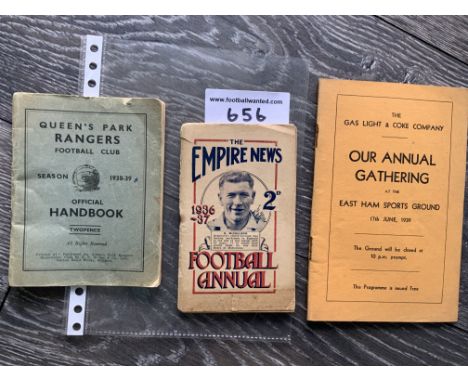 QUEEN'S PARK
RANGERS
FOOTBALL CLUB
SEASON 1938-39
OFFICIAL
HANDBOOK
TWOPENCE
All Rights Reserved
www.footballwanted.com
656
THE
EMPIRE NEWS
2D
1936
-37
FOOTBALL
ANNUAL
THE
GAS LIGHT & COKE COMPANY
OUR ANNUAL
GATHERING
AT THE
EAST HAM SPORTS GROUND
17th JUNE, 1939
The Ground will be closed at
10 p.m. prompt.
The Programme is issued Free